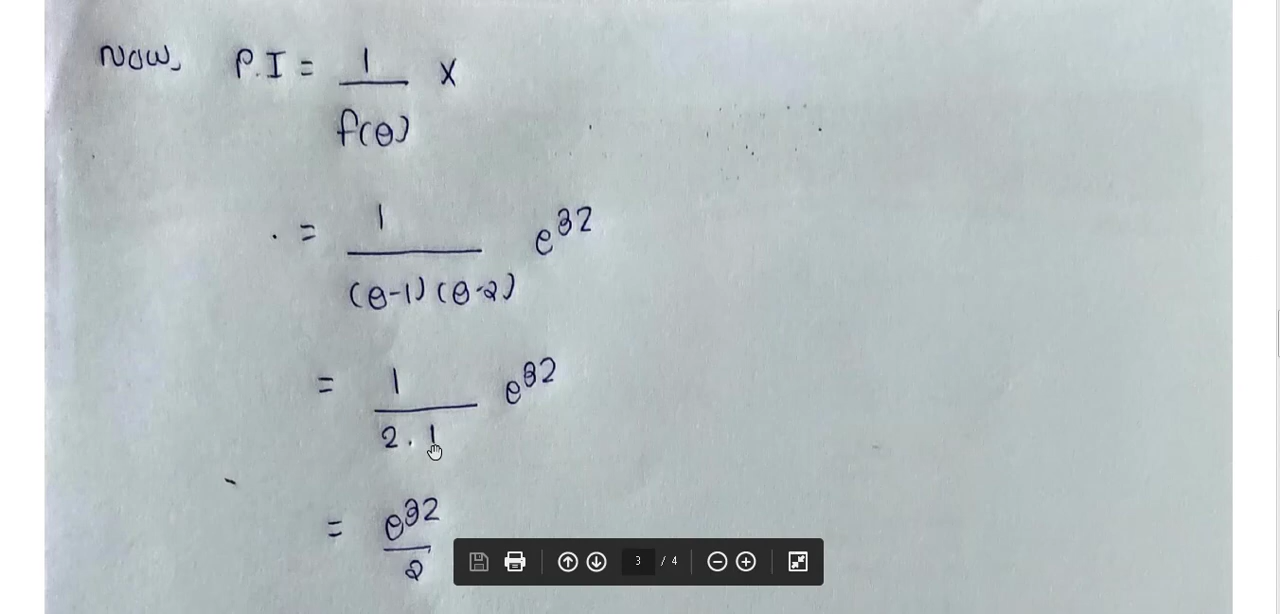 Now, P.I = 1/f(θ) X
= 1/(θ-1)(θ-2) e^3z
= 1/2.1 e^3z
= e^3z/2
3 / 4